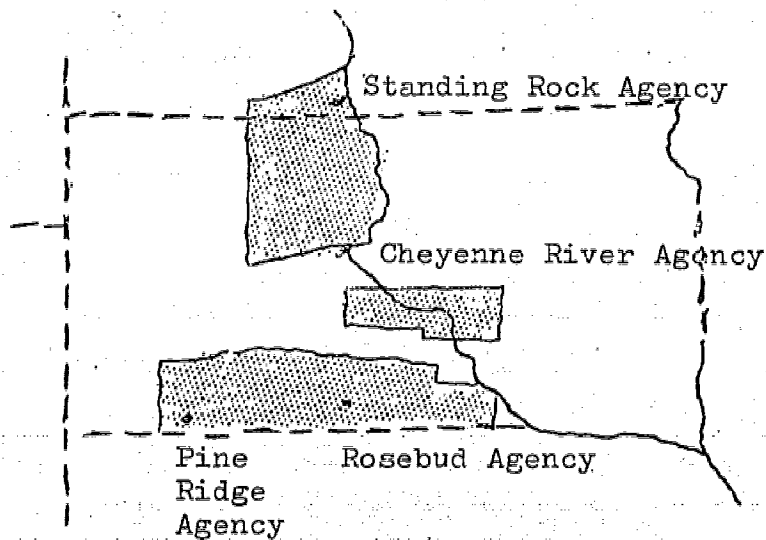 Standing Rock Agency
Cheyenne River Agency
Pine
Ridge
Agency
Rosebud Agency